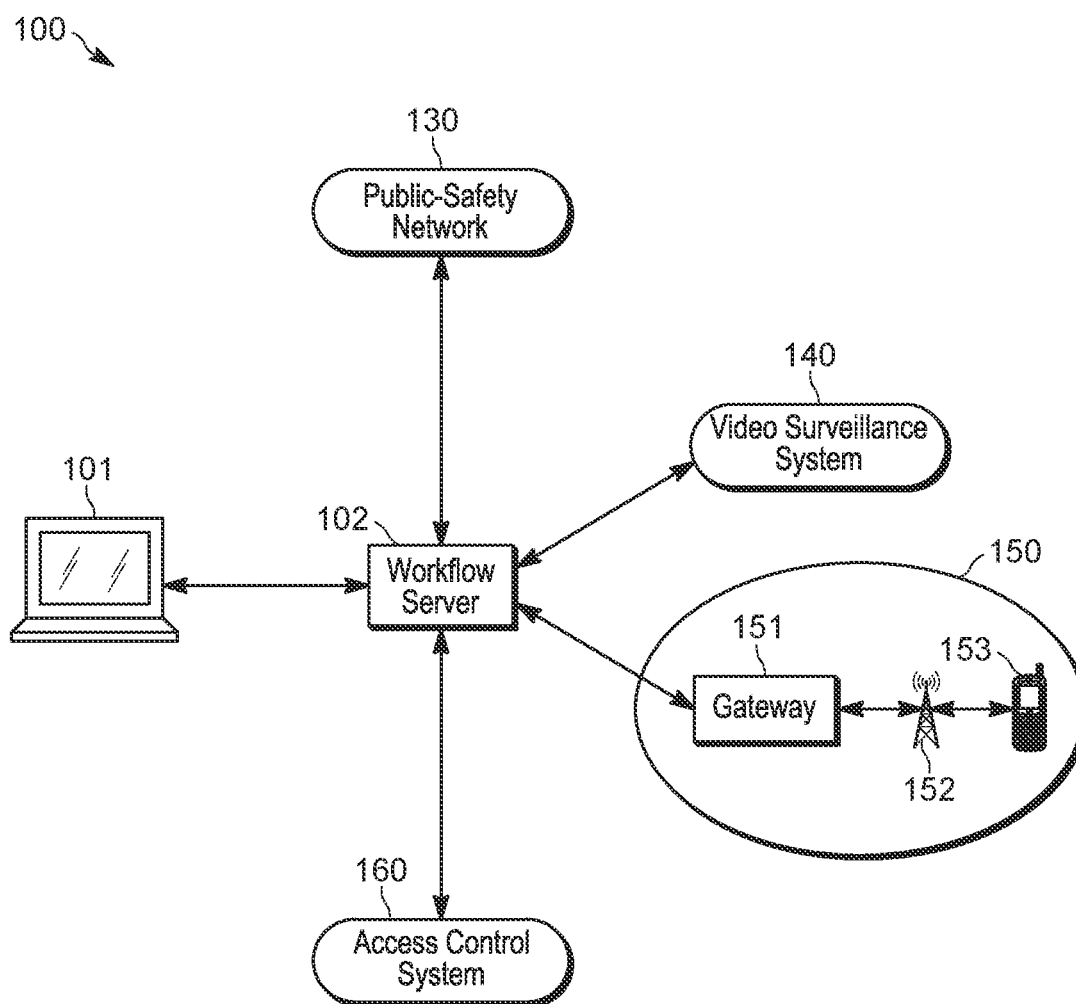 100
130
Public-Safety
Network
140
Video Surveillance
System
101
102
Workflow
Server
150
151
153
Gateway
152
160
Access Control
System